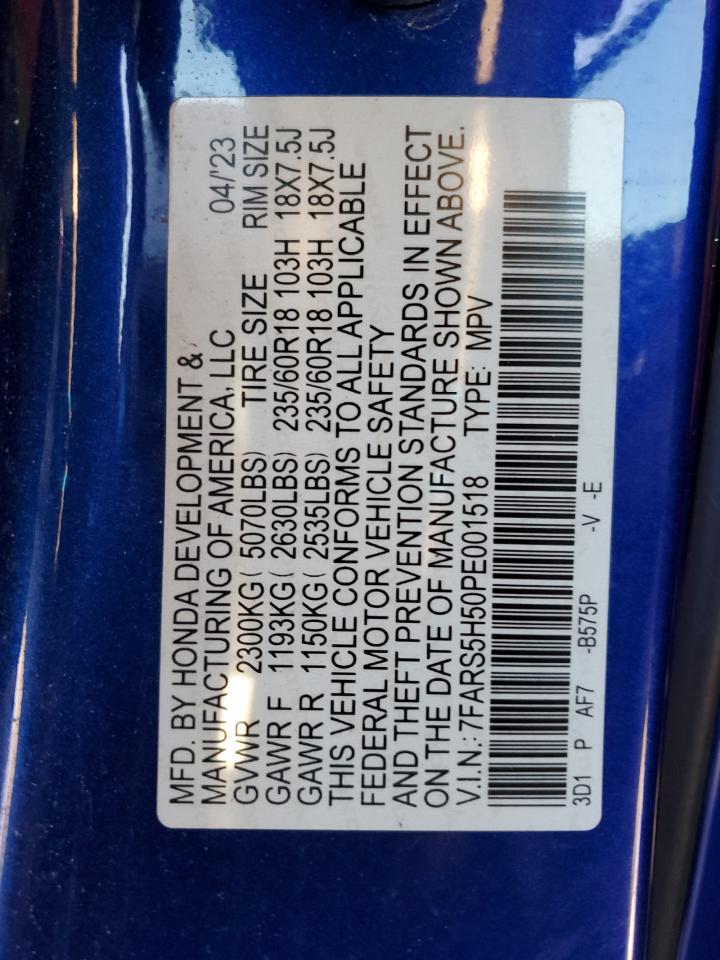 MFD. BY HONDA DEVELOPMENT &
MANUFACTURING OF AMERICA, LLC 04/'23
GVWR 2300KG( 5070LBS) TIRE SIZE RIM SIZE
GAWR F 1193KG( 2630LBS) 235/60R18 103H 18X7.5J
GAWR R 1150KG( 2535LBS) 235/60R18 103H 18X7.5J
THIS VEHICLE CONFORMS TO ALL APPLICABLE
FEDERAL MOTOR VEHICLE SAFETY
AND THEFT PREVENTION STANDARDS IN EFFECT
ON THE DATE OF MANUFACTURE SHOWN ABOVE.
V.I.N.: 7FARS5H50PE001518 TYPE: MPV
3D1 P AF7 -B575P -V -E